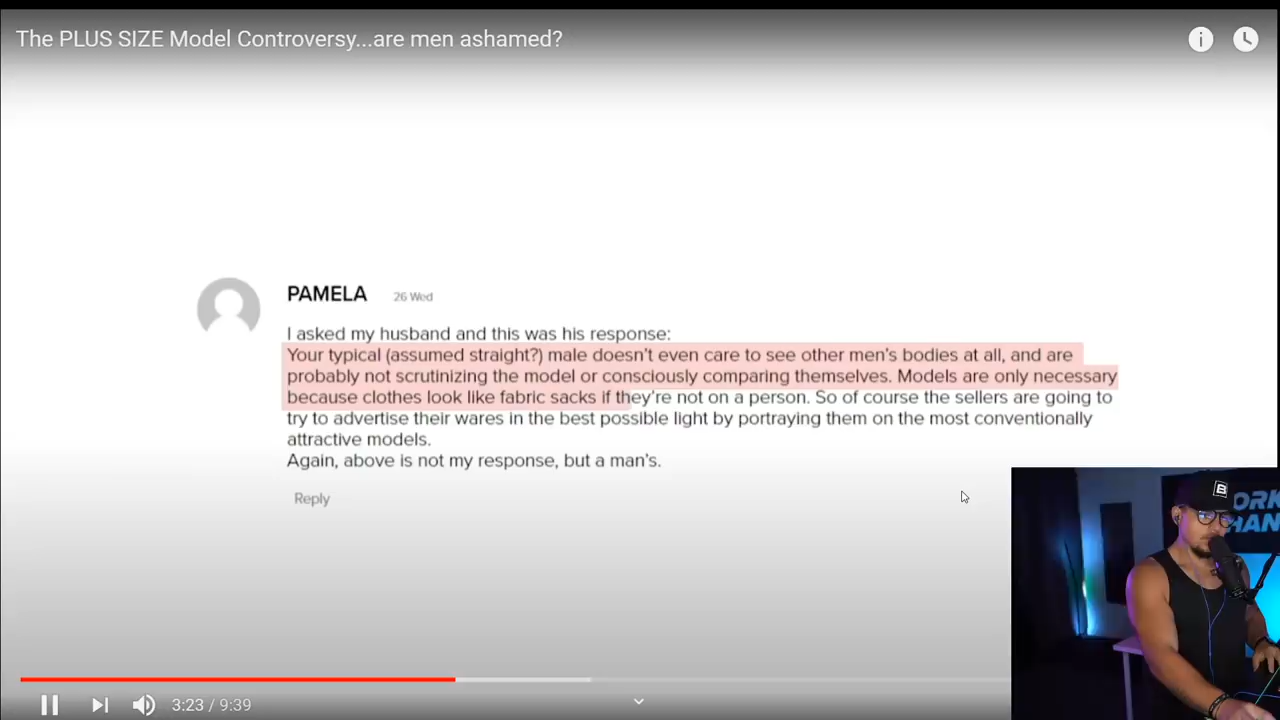 The PLUS SIZE Model Controversy...are men ashamed?
PAMELA 26 Wed
I asked my husband and this was his response:
Your typical (assumed straight?) male doesn't even care to see other men's bodies at all, and are
probably not scrutinizing the model or consciously comparing themselves. Models are only necessary
because clothes look like fabric sacks if they're not on a person. So of course the sellers are going to
try to advertise their wares in the best possible light by portraying them on the most conventionally
attractive models.
Again, above is not my response, but a man's.
Reply
B
ORK
HAN
3:23 / 9:39